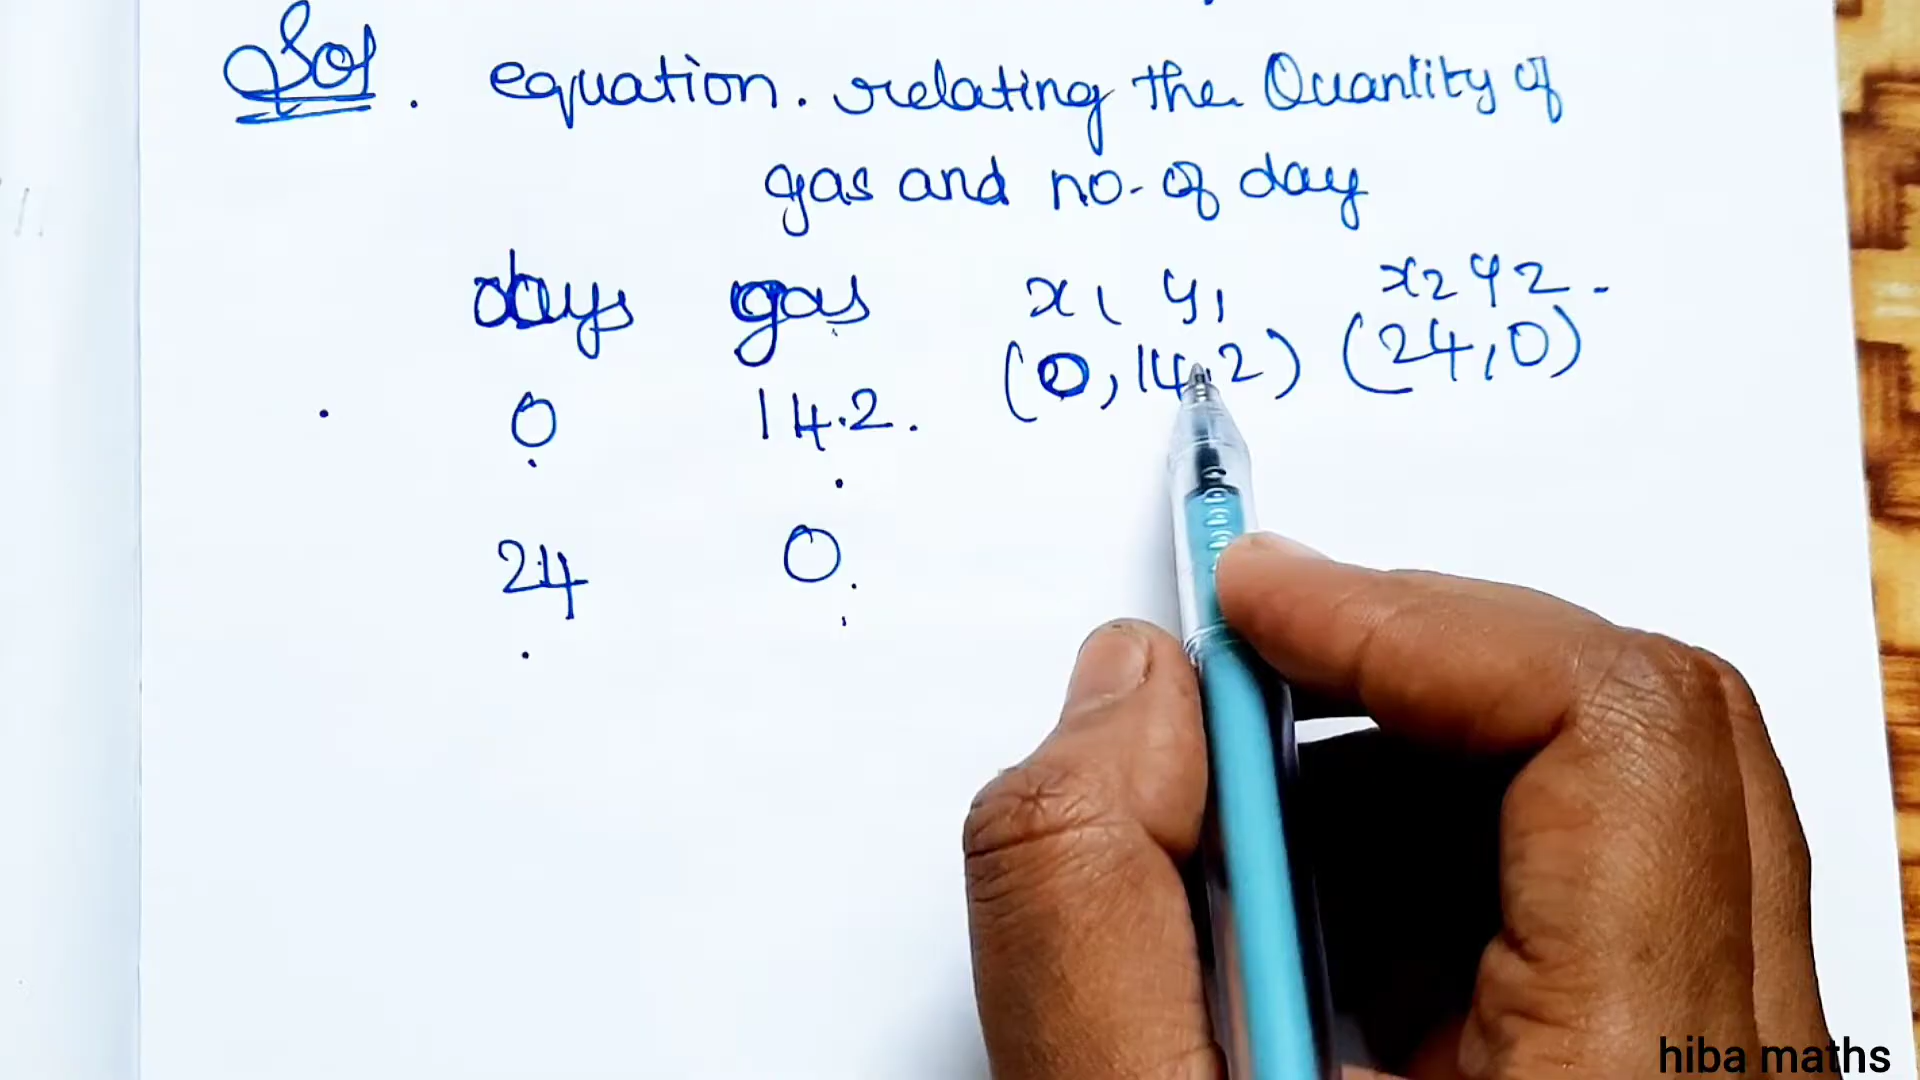 Sol. equation. relating the Quantity of
gas and no. of day
days gas x1 y1 x2 y2.
0 14.2. (0, 14.2) (24, 0)
24 0
hiba maths